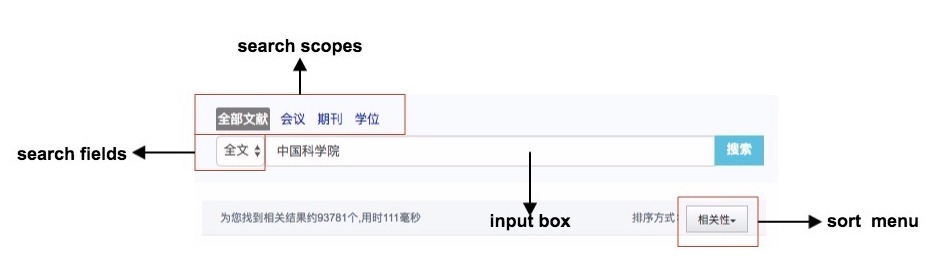 search scopes
全部文献 会议 期刊 学位
search fields
全文 中国科学院 搜索
为您找到相关结果约93781个,用时111毫秒
input box
排序方式: 相关性
sort menu